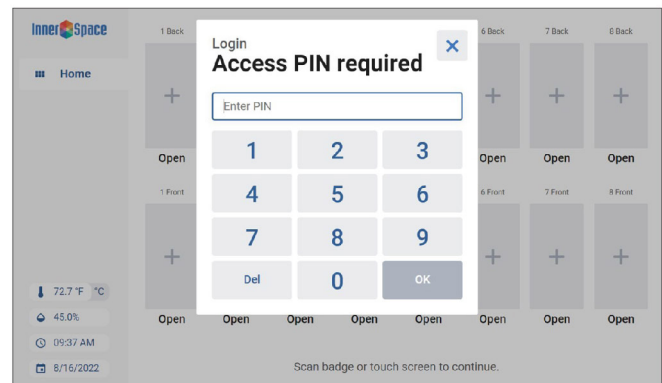 InnerSpace
Home
72.7 °F °C
45.0%
09:37 AM
8/16/2022
1 Back 6 Back 7 Back 8 Back
Open Open Open Open
1 Front 6 Front 7 Front 8 Front
Open Open Open Open Open Open Open Open
Login
Access PIN required
Enter PIN
1 2 3
4 5 6
7 8 9
Del 0 OK
Scan badge or touch screen to continue.